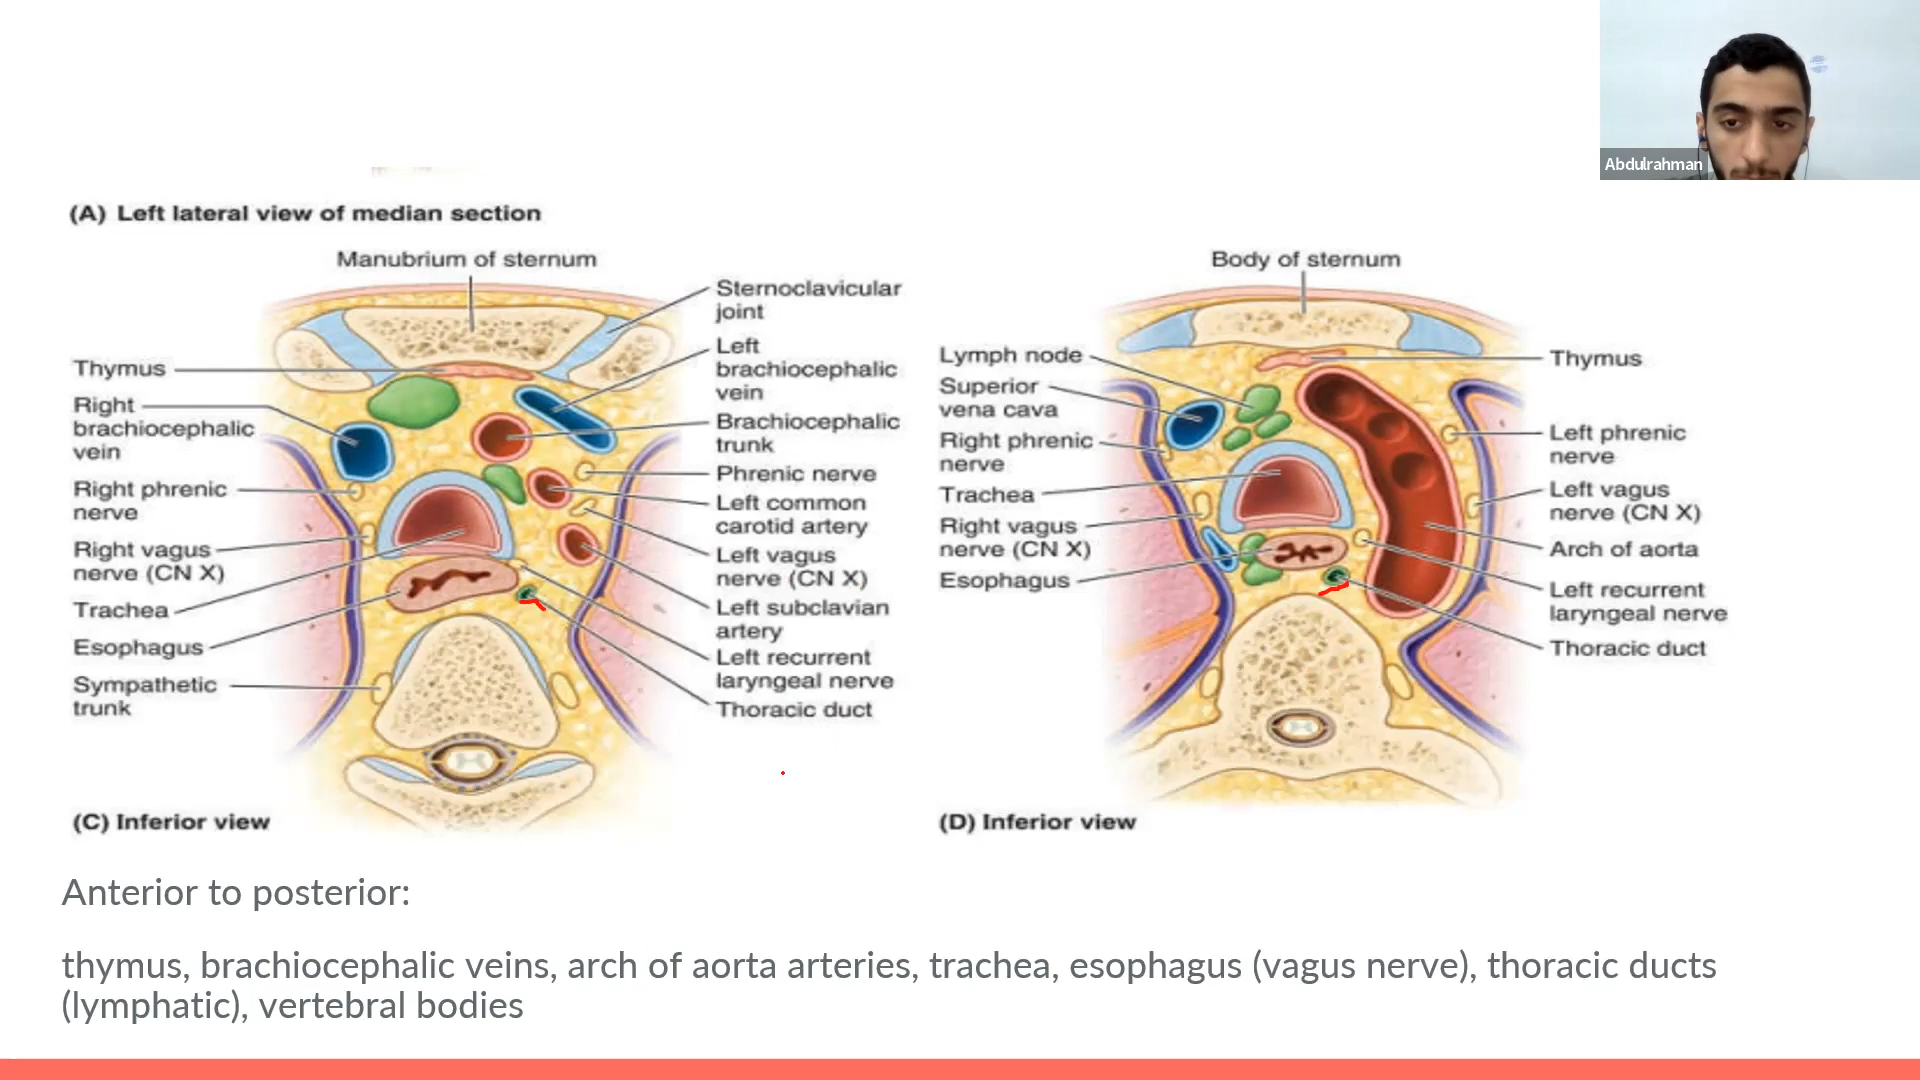 Abdulrahman
(A) Left lateral view of median section
Manubrium of sternum
Sternoclavicular
joint
Left
brachiocephalic
vein
Brachiocephalic
trunk
Phrenic nerve
Left common
carotid artery
Left vagus
nerve (CN X)
Left subclavian
artery
Left recurrent
laryngeal nerve
Thoracic duct
Thymus
Right
brachiocephalic
vein
Right phrenic
nerve
Right vagus
nerve (CN X)
Trachea
Esophagus
Sympathetic
trunk
(C) Inferior view
Body of sternum
Lymph node
Superior
vena cava
Right phrenic
nerve
Trachea
Right vagus
nerve (CN X)
Esophagus
Thymus
Left phrenic
nerve
Left vagus
nerve (CN X)
Arch of aorta
Left recurrent
laryngeal nerve
Thoracic duct
(D) Inferior view
Anterior to posterior:
thymus, brachiocephalic veins, arch of aorta arteries, trachea, esophagus (vagus nerve), thoracic ducts
(lymphatic), vertebral bodies